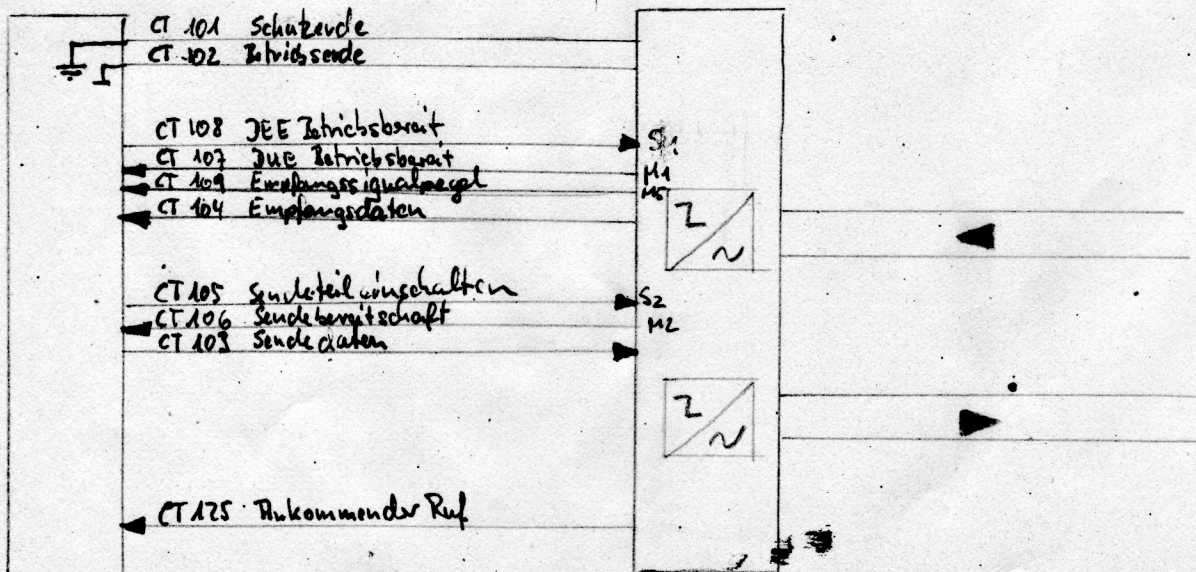 CT 101 Schutzerde
CT 102 Betriebserde
CT 108 DEE Betriebsbereit
S1
CT 107 DUE Betriebsbereit
M1
CT 109 Empfangssignalpegel
M5
CT 104 Empfangsdaten
CT 105 Sendeteil einschalten
S2
CT 106 Sendebereitschaft
M2
CT 103 Sendedaten
CT 125 Ankommender Ruf